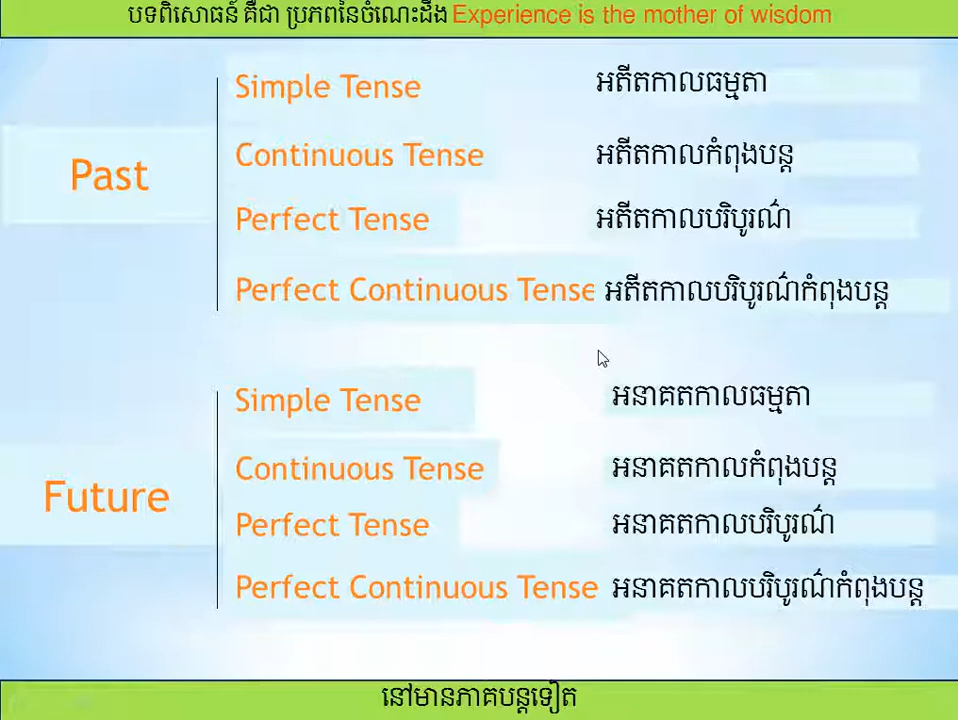 បទពិសោធន៍ គឺជា ប្រភពនៃចំណេះដឹង Experience is the mother of wisdom
Past
Simple Tense អតីតកាលធម្មតា
Continuous Tense អតីតកាលកំពុងបន្ត
Perfect Tense អតីតកាលបរិបូរណ៌
Perfect Continuous Tense អតីតកាលបរិបូរណ៌កំពុងបន្ត
Future
Simple Tense អនាគតកាលធម្មតា
Continuous Tense អនាគតកាលកំពុងបន្ត
Perfect Tense អនាគតកាលបរិបូរណ៌
Perfect Continuous Tense អនាគតកាលបរិបូរណ៌កំពុងបន្ត
នៅមានភាគបន្តទៀត